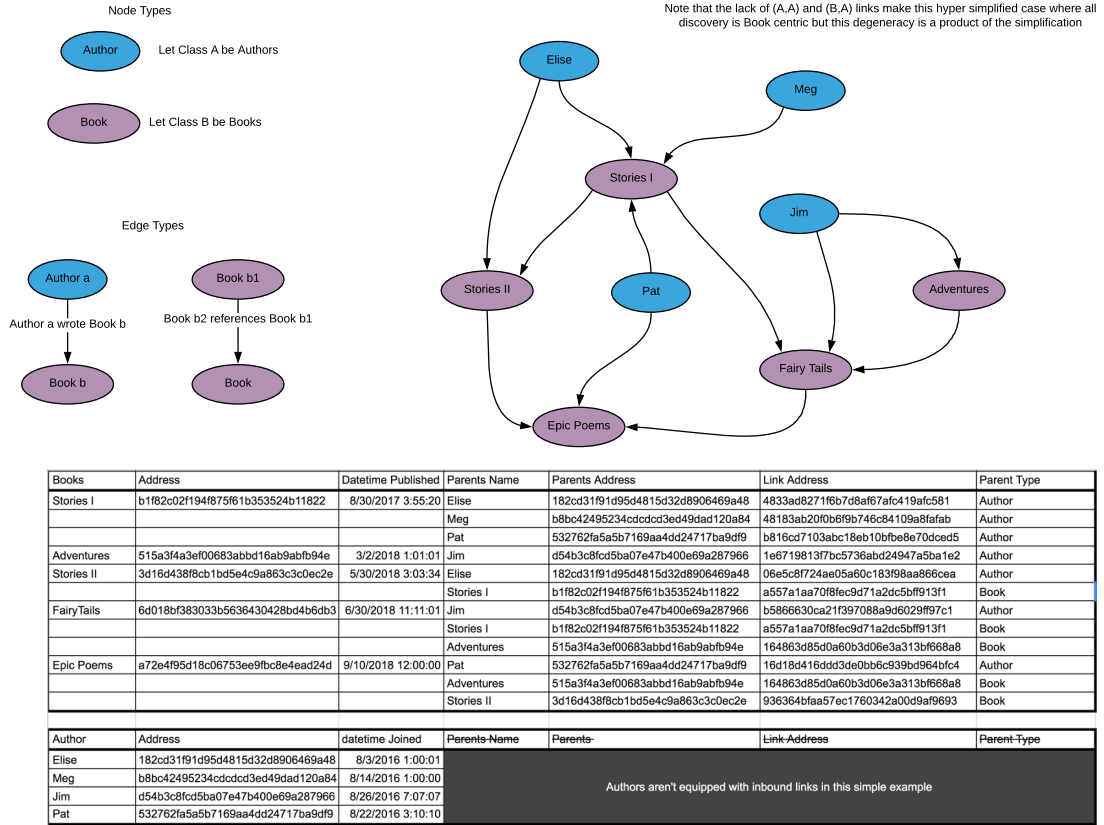 Node Types
Author
Let Class A be Authors
Book
Let Class B be Books
Edge Types
Author a
Author a wrote Book b
Book b
Book b1
Book b2 references Book b1
Book
Note that the lack of (A,A) and (B,A) links make this hyper simplified case where all
discovery is Book centric but this degeneracy is a product of the simplification
Elise
Meg
Stories I
Jim
Stories II
Pat
Adventures
Fairy Tails
Epic Poems
Books Address Datetime Published Parents Name Parents Address Link Address Parent Type
Stories I b1f82c02f194f875f61b353524b11822 8/30/2017 3:55:20 Elise 182cd31f91d95d4815d32d8906469a48 4833ad8271f6b7d8af67afc419afc581 Author
Meg b8bc42495234cdcdcd3ed49dad120a84 48183ab20f0b6f9b746c84109a8fafab Author
Pat 532762fa5a5b7169aa4dd24717ba9df9 b816cd7103abc18eb10bfbe8e70dced5 Author
Adventures 515a3f4a3ef00683abbd16ab9abfb94e 3/2/2018 1:01:01 Jim d54b3c8fcd5ba07e47b400e69a287966 1e6719813f7bc5736abd24947a5ba1e2 Author
Stories II 3d16d438f8cb1bd5e4c9a863c3c0ec2e 5/30/2018 3:03:34 Elise 182cd31f91d95d4815d32d8906469a48 06e5c8f724ae05a60c183f98aa866cea Author
Stories I b1f82c02f194f875f61b353524b11822 a557a1aa70f8fec9d71a2dc5bff913f1 Book
FairyTails 6d018bf383033b5636430428bd4b6db3 6/30/2018 11:11:01 Jim d54b3c8fcd5ba07e47b400e69a287966 b5866630ca21f397088a9d6029ff97c1 Author
Stories I b1f82c02f194f875f61b353524b11822 a557a1aa70f8fec9d71a2dc5bff913f1 Book
Adventures 515a3f4a3ef00683abbd16ab9abfb94e 164863d85d0a60b3d06e3a313bf668a8 Book
Epic Poems a72e4f95d18c06753ee9fbc8e4ead24d 9/10/2018 12:00:00 Pat 532762fa5a5b7169aa4dd24717ba9df9 16d18d416ddd3de0bb6c939bd964bfc4 Author
Adventures 515a3f4a3ef00683abbd16ab9abfb94e 164863d85d0a60b3d06e3a313bf668a8 Book
Stories II 3d16d438f8cb1bd5e4c9a863c3c0ec2e 936364bfaa57ec1760342a00d9af9693 Book
Author Address datetime Joined Parents Name Parents Link Address Parent Type
Elise 182cd31f91d95d4815d32d8906469a48 8/3/2016 1:00:01
Meg b8bc42495234cdcdcd3ed49dad120a84 8/14/2016 1:00:00
Jim d54b3c8fcd5ba07e47b400e69a287966 8/26/2016 7:07:07
Pat 532762fa5a5b7169aa4dd24717ba9df9 8/22/2016 3:10:10
Authors aren't equipped with inbound links in this simple example